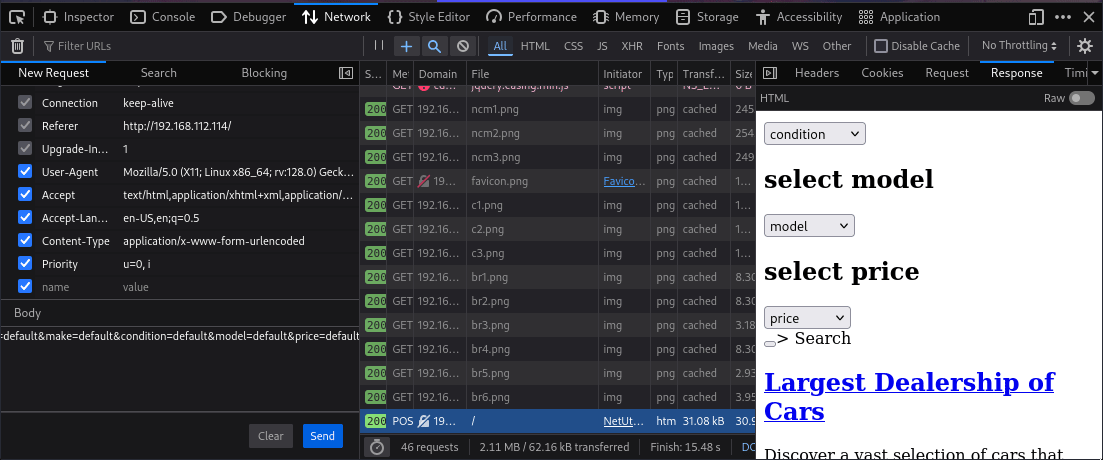 Inspector Console Debugger Network Style Editor Performance Memory Storage Accessibility Application
Filter URLs
All HTML CSS JS XHR Fonts Images Media WS Other Disable Cache No Throttling
New Request Search Blocking
Connection keep-alive
Referer http://192.168.112.114/
Upgrade-In… 1
User-Agent Mozilla/5.0 (X11; Linux x86_64; rv:128.0) Geck…
Accept text/html,application/xhtml+xml,application/…
Accept-Lan… en-US,en;q=0.5
Content-Type application/x-www-form-urlencoded
Priority u=0, i
name value
Body
=default&make=default&condition=default&model=default&price=default
Clear Send
S… Me Domain File Initiator Typ Transf… Siz
GET jquery.easing.min.js script
200 GET 192.16… ncm1.png img png cached 245
200 GET 192.16… ncm2.png img png cached 254
200 GET 192.16… ncm3.png img png cached 249
200 GET 19… favicon.png Favico… png cached 1…
200 GET 192.16… c1.png img png cached 1…
200 GET 192.16… c2.png img png cached 1…
200 GET 192.16… c3.png img png cached 1…
200 GET 192.16… br1.png img png cached 8.30
200 GET 192.16… br2.png img png cached 8.30
200 GET 192.16… br3.png img png cached 3.18
200 GET 192.16… br4.png img png cached 8.30
200 GET 192.16… br5.png img png cached 2.93
200 GET 192.16… br6.png img png cached 3.95
200 POS 19… / NetUt… htm 31.08 kB 30.9
46 requests 2.11 MB / 62.16 kB transferred Finish: 15.48 s DO
Headers Cookies Request Response Timi
HTML Raw
condition
select model
model
select price
price
> Search
Largest Dealership of
Cars
Discover a vast selection of cars that